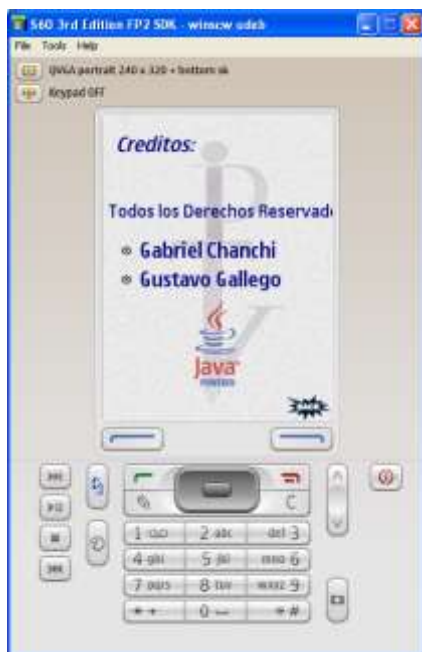 S60 3rd Edition FP2 SDK - winscw udeb
File Tools Help
QVGA portrait 240 x 320 + bottom sk
Keypad OFF
Creditos:
Todos los Derechos Reservad
Gabriel Chanchi
Gustavo Gallego
Java
POWERED
BACK
C
1 2 abc def 3
4 ghi 5 jkl mno 6
7 pqrs 8 tuv wxyz 9
* + 0 #